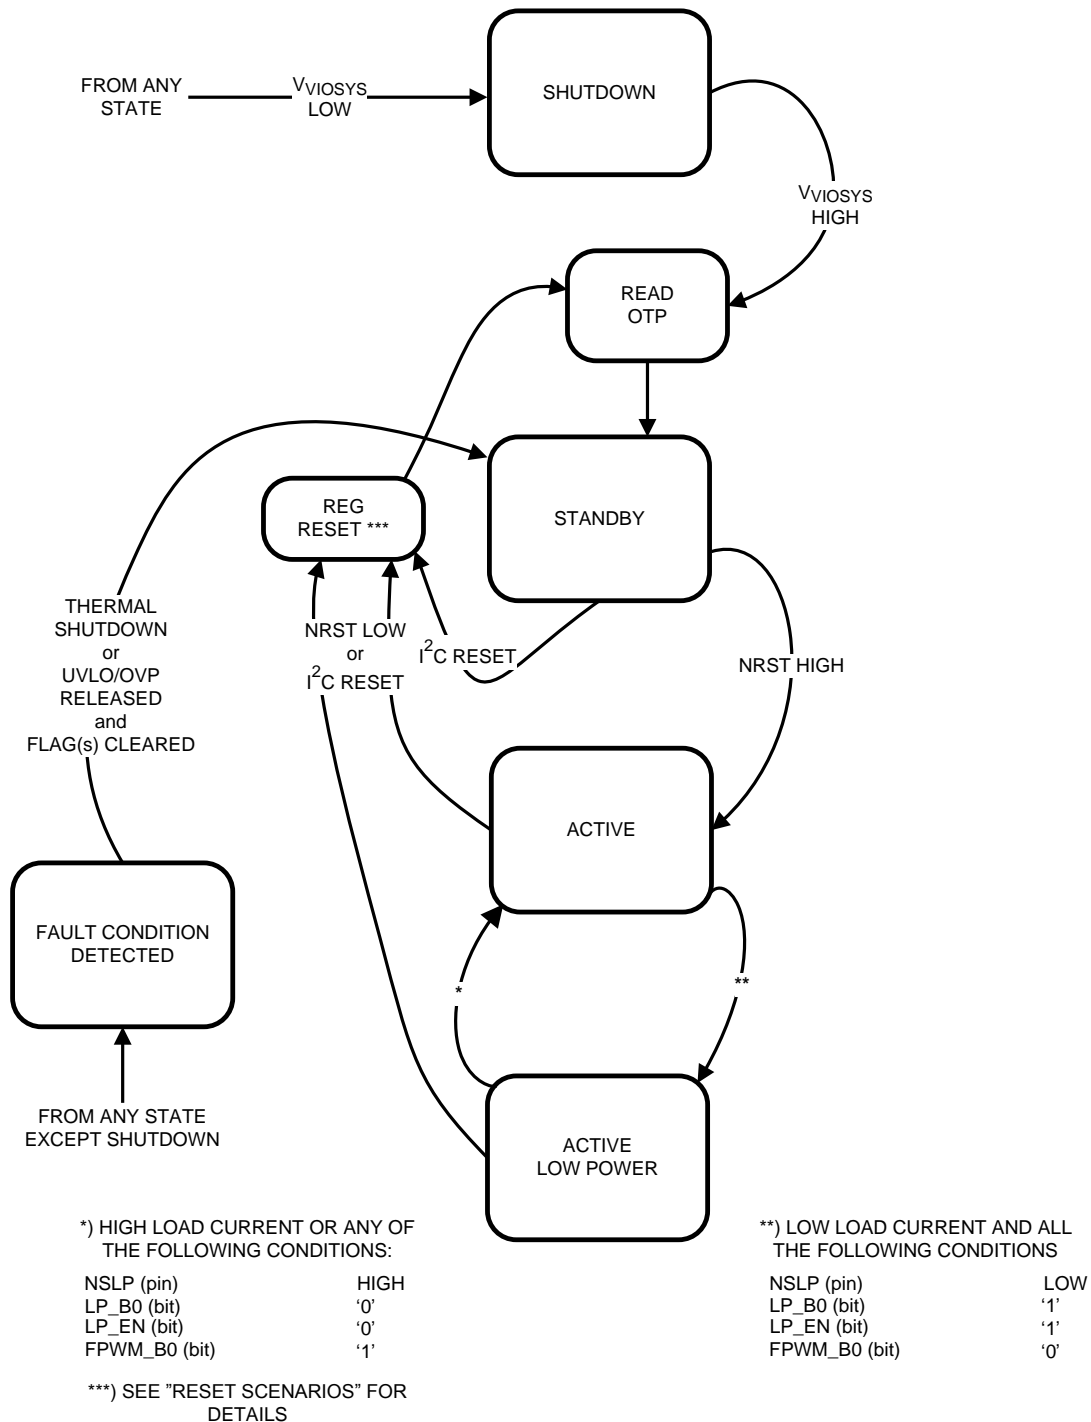 FROM ANY
STATE
VVIOSYS
LOW
SHUTDOWN
VVIOSYS
HIGH
READ
OTP
REG
RESET ***
STANDBY
THERMAL
SHUTDOWN
or
UVLO/OVP
RELEASED
and
FLAG(s) CLEARED
NRST LOW
or
I2C RESET
I2C RESET
NRST HIGH
ACTIVE
FAULT CONDITION
DETECTED
*
**
FROM ANY STATE
EXCEPT SHUTDOWN
ACTIVE
LOW POWER
*) HIGH LOAD CURRENT OR ANY OF
THE FOLLOWING CONDITIONS:
NSLP (pin) HIGH
LP_B0 (bit) ‘0’
LP_EN (bit) ‘0’
FPWM_B0 (bit) ‘1’
***) SEE ”RESET SCENARIOS” FOR
DETAILS
**) LOW LOAD CURRENT AND ALL
THE FOLLOWING CONDITIONS
NSLP (pin) LOW
LP_B0 (bit) ‘1’
LP_EN (bit) ‘1’
FPWM_B0 (bit) ‘0’